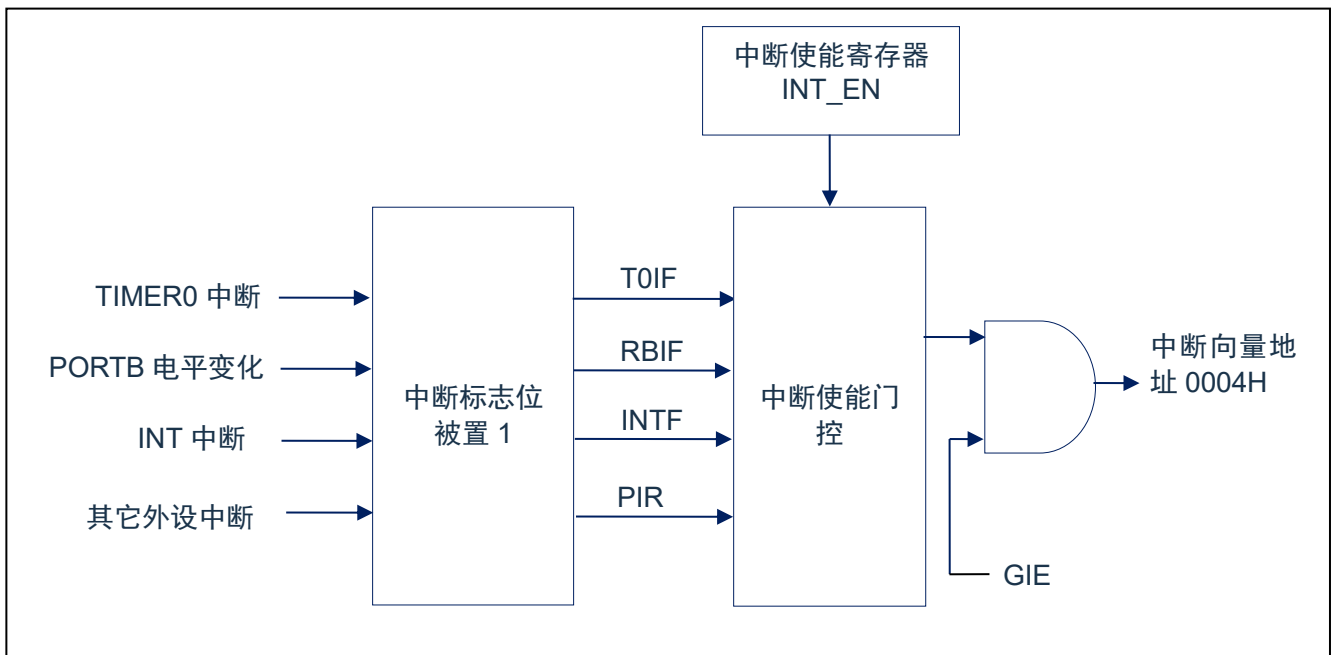 中断使能寄存器
INT_EN
TIMER0 中断
PORTB 电平变化
INT 中断
其它外设中断
中断标志位
被置 1
T0IF
RBIF
INTF
PIR
中断使能门
控
中断向量地
址 0004H
GIE